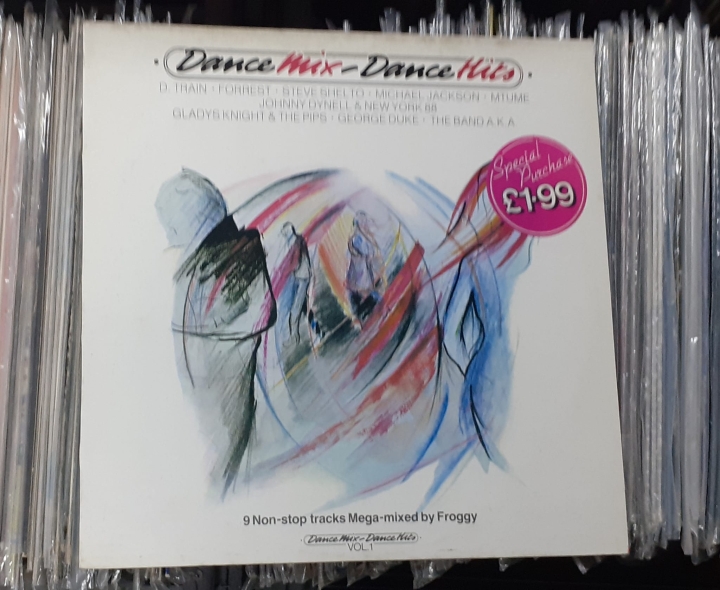 · Dance Mix - Dance Hits ·
D. TRAIN · FORREST · STEVE SHELTO · MICHAEL JACKSON · MTUME
JOHNNY DYNELL & NEW YORK 88
GLADYS KNIGHT & THE PIPS · GEORGE DUKE · THE BAND A.K.A.
Special
Purchase
£1·99
9 Non-stop tracks Mega-mixed by Froggy
· Dance Mix - Dance Hits ·
VOL.1